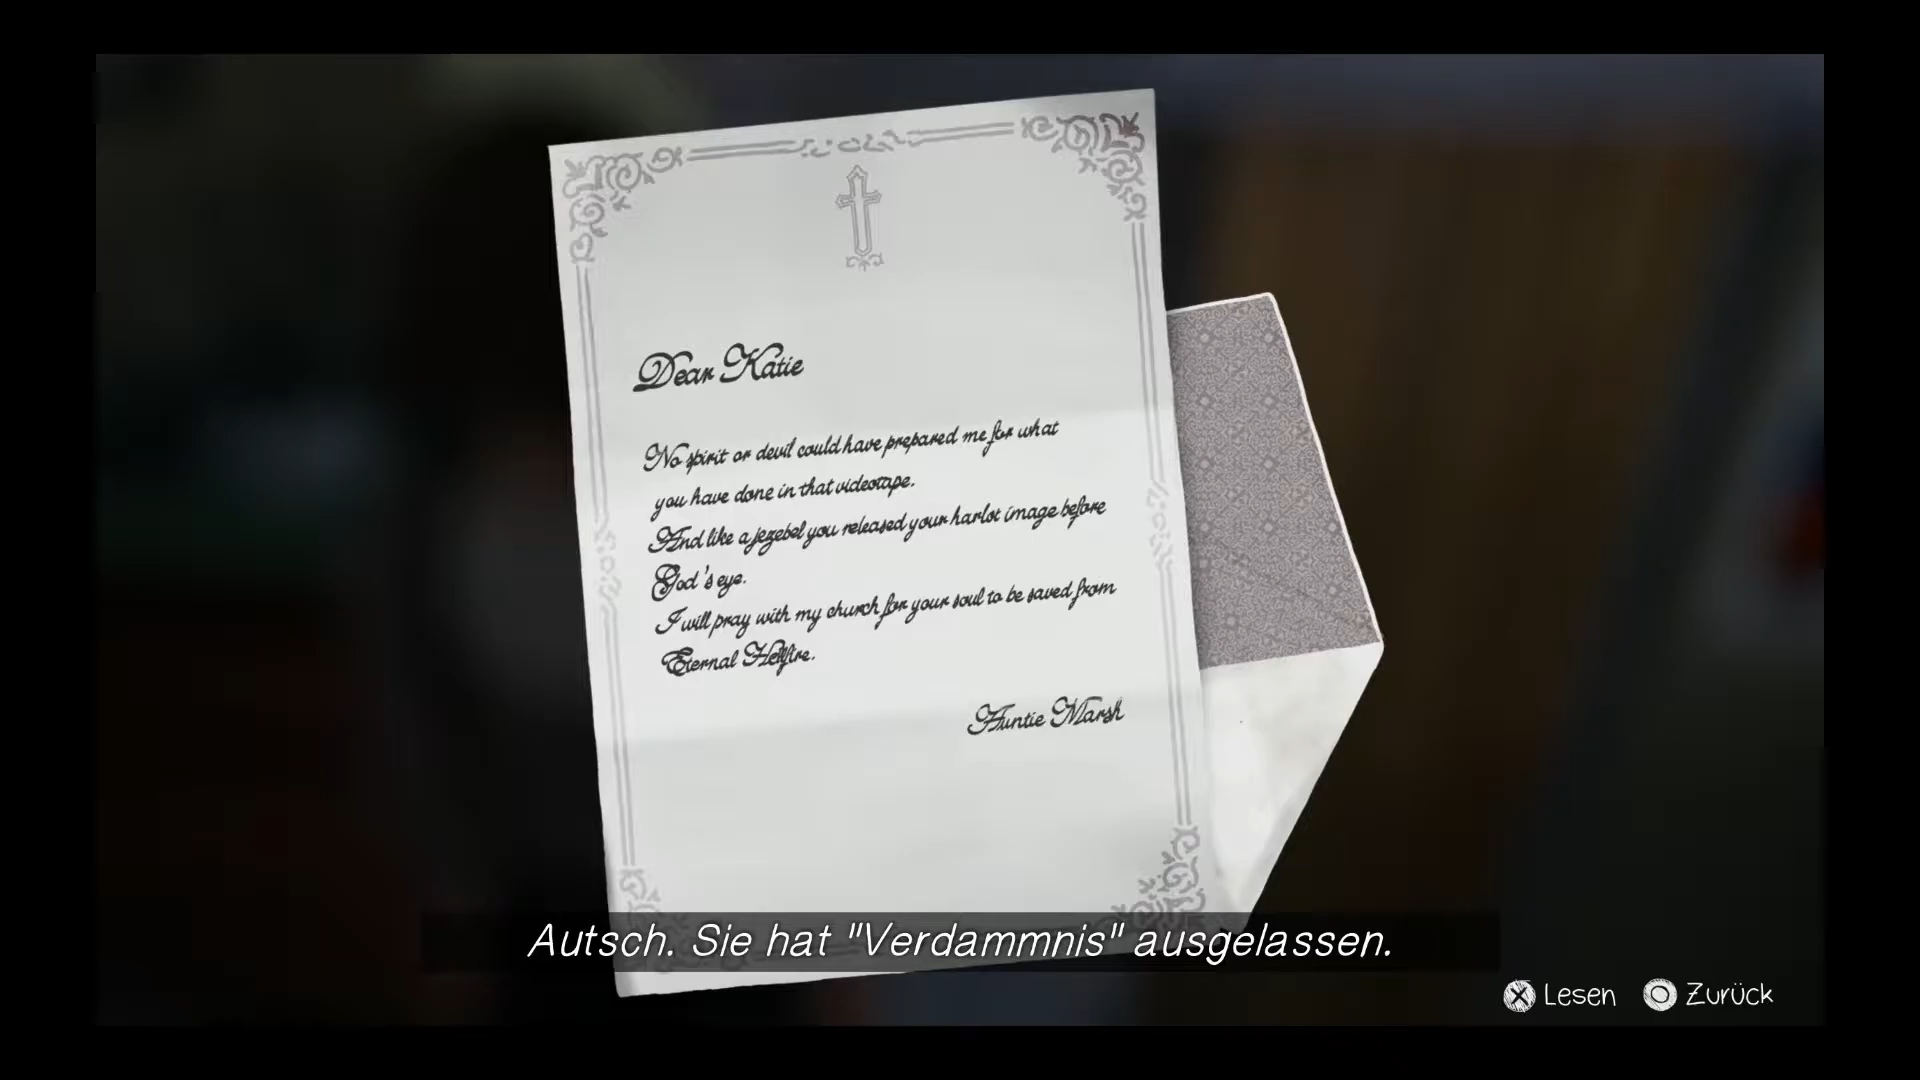 Dear Katie
No spirit or devil could have prepared me for what
you have done in that videotape.
And like a jezebel you released your harlot image before
God's eye.
I will pray with my church for your soul to be saved from
Eternal Hellfire.
Auntie Marsh
Autsch. Sie hat "Verdammnis" ausgelassen.
Lesen Zurück